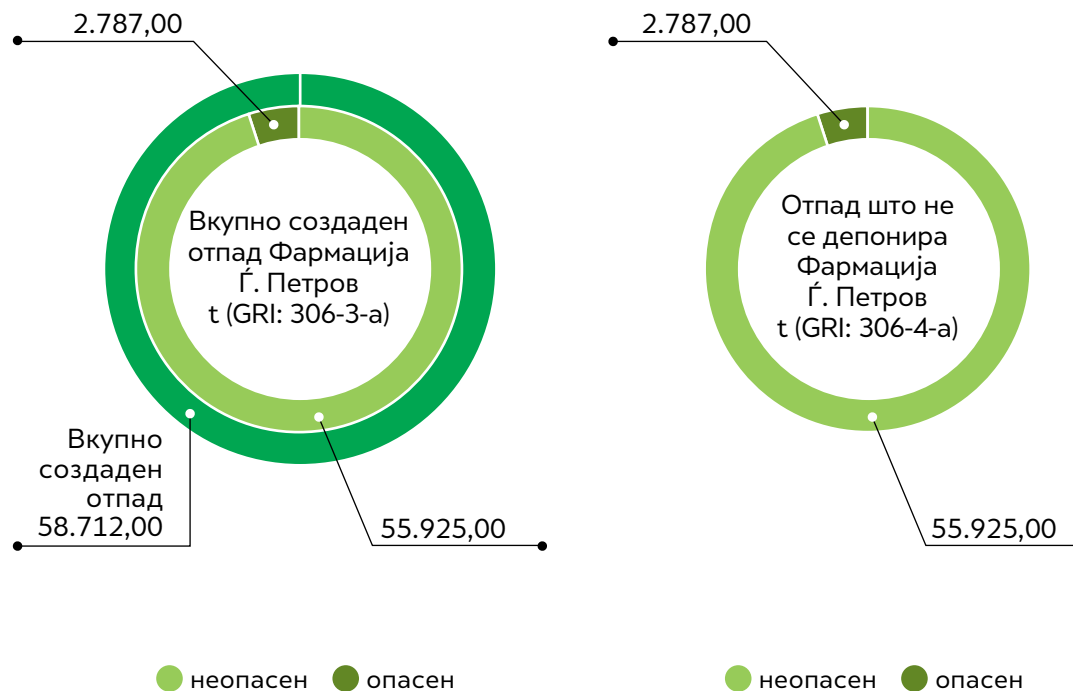 2.787,00
Вкупно создаден
отпад Фармација
Ѓ. Петров
t (GRI: 306-3-a)
Вкупно
создаден
отпад
58.712,00
55.925,00
неопасен
опасен
2.787,00
Отпад што не
се депонира
Фармација
Ѓ. Петров
t (GRI: 306-4-a)
55.925,00
неопасен
опасен